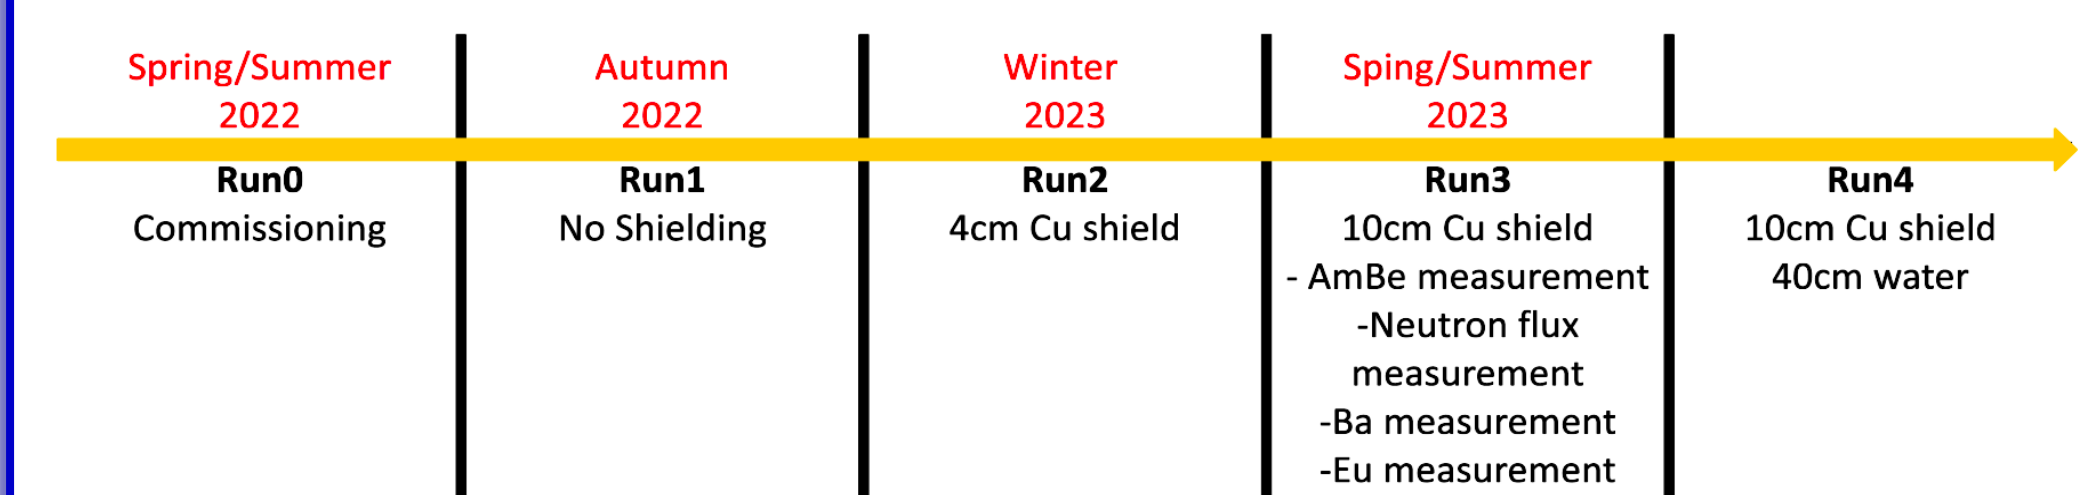 Spring/Summer
2022
Run0
Commissioning
Autumn
2022
Run1
No Shielding
Winter
2023
Run2
4cm Cu shield
Sping/Summer
2023
Run3
10cm Cu shield
- AmBe measurement
-Neutron flux
measurement
-Ba measurement
-Eu measurement
Run4
10cm Cu shield
40cm water